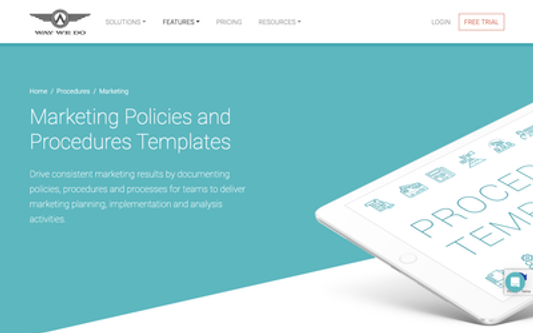 WAY WE DO
SOLUTIONS
FEATURES
PRICING
RESOURCES
LOGIN
FREE TRIAL
Home / Procedures / Marketing
Marketing Policies and
Procedures Templates
Drive consistent marketing results by documenting
policies, procedures and processes for teams to deliver
marketing planning, implementation and analysis
activities.
PROCED
TEMP